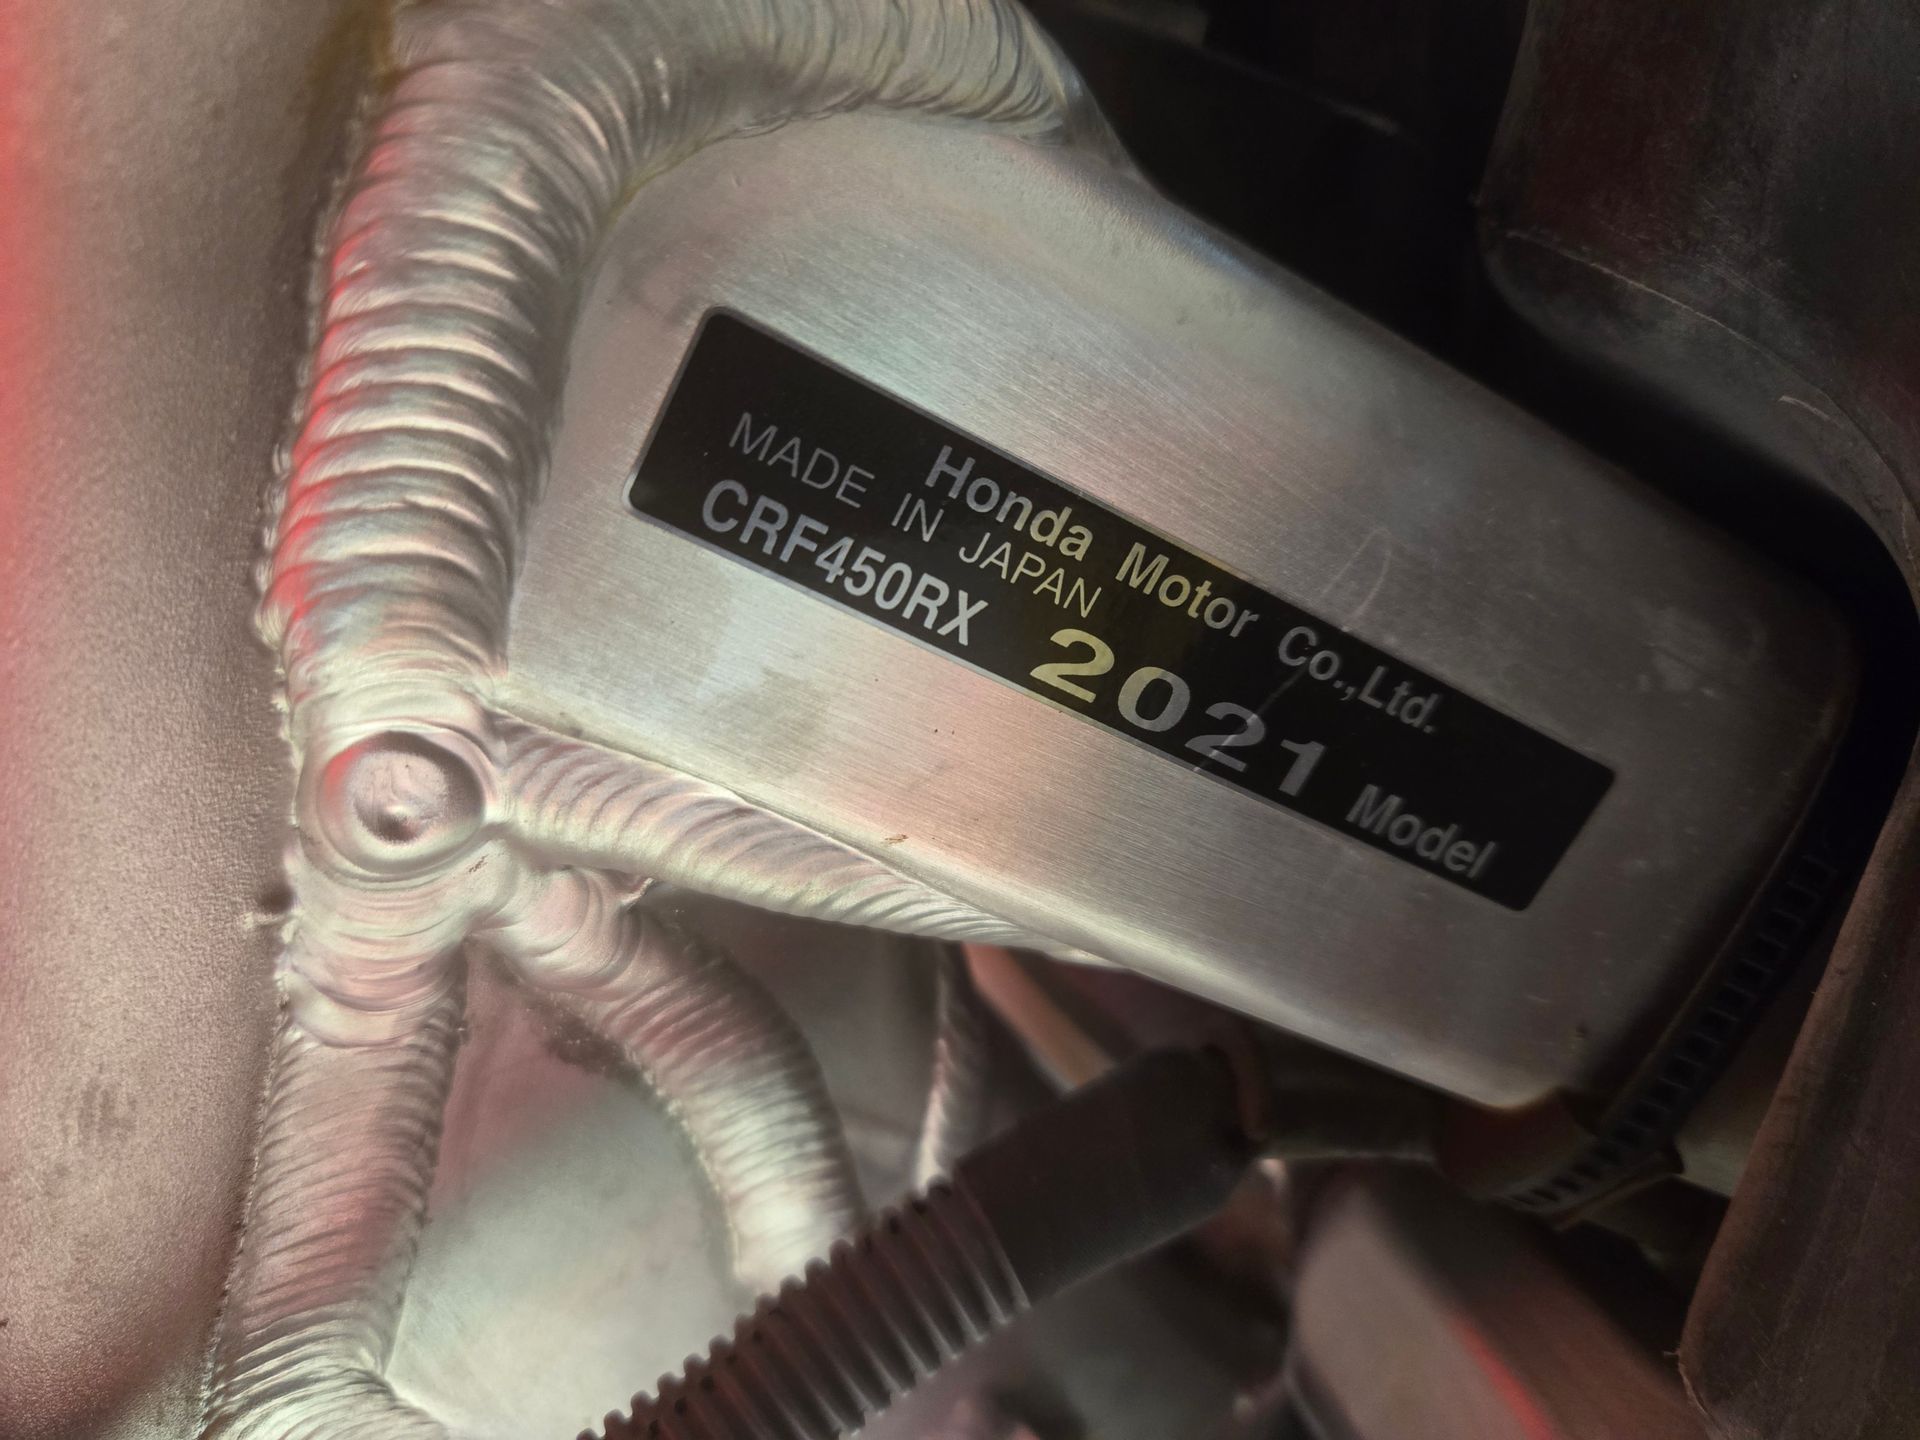 Honda Motor Co.,Ltd.
MADE IN JAPAN
CRF450RX 2021 Model